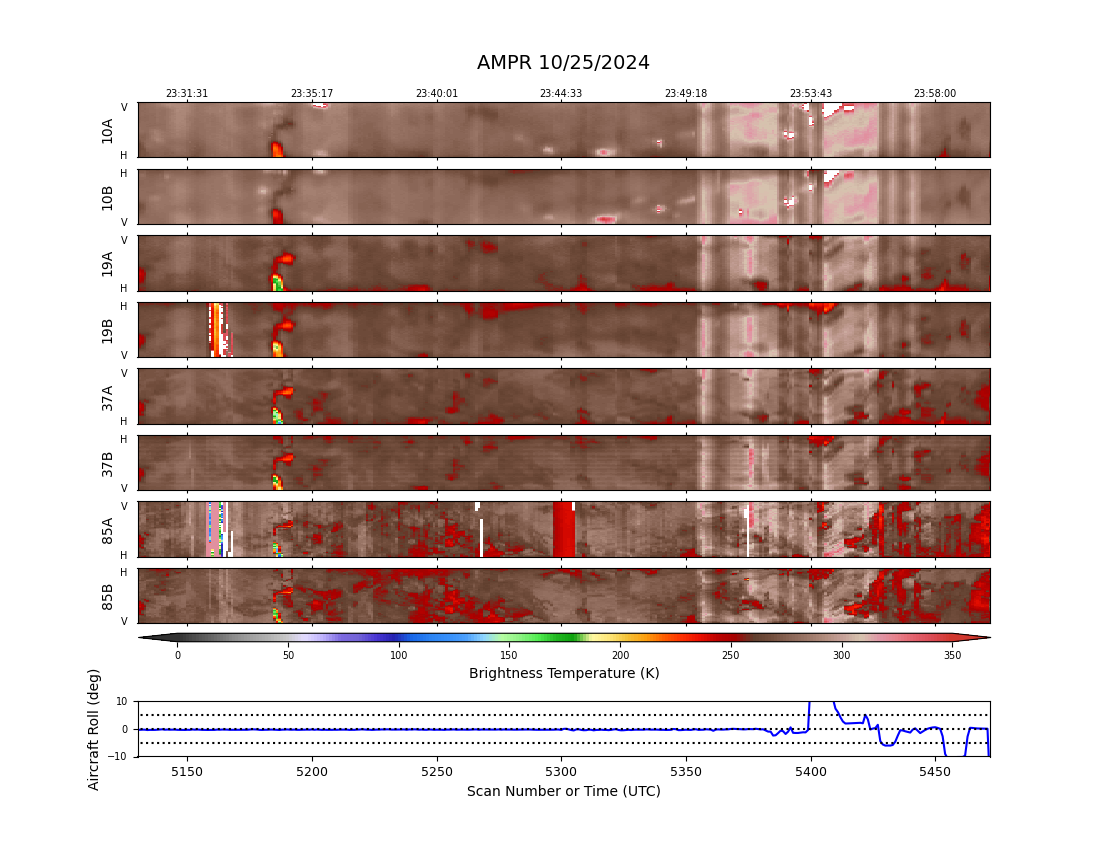 AMPR 10/25/2024
23:31:31 23:35:17 23:40:01 23:44:33 23:49:18 23:53:43 23:58:00
V
10A
H
H
10B
V
V
19A
H
H
19B
V
V
37A
H
H
37B
V
V
85A
H
H
85B
V
0 50 100 150 200 250 300 350
Brightness Temperature (K)
Aircraft Roll (deg)
10
0
−10
5150 5200 5250 5300 5350 5400 5450
Scan Number or Time (UTC)